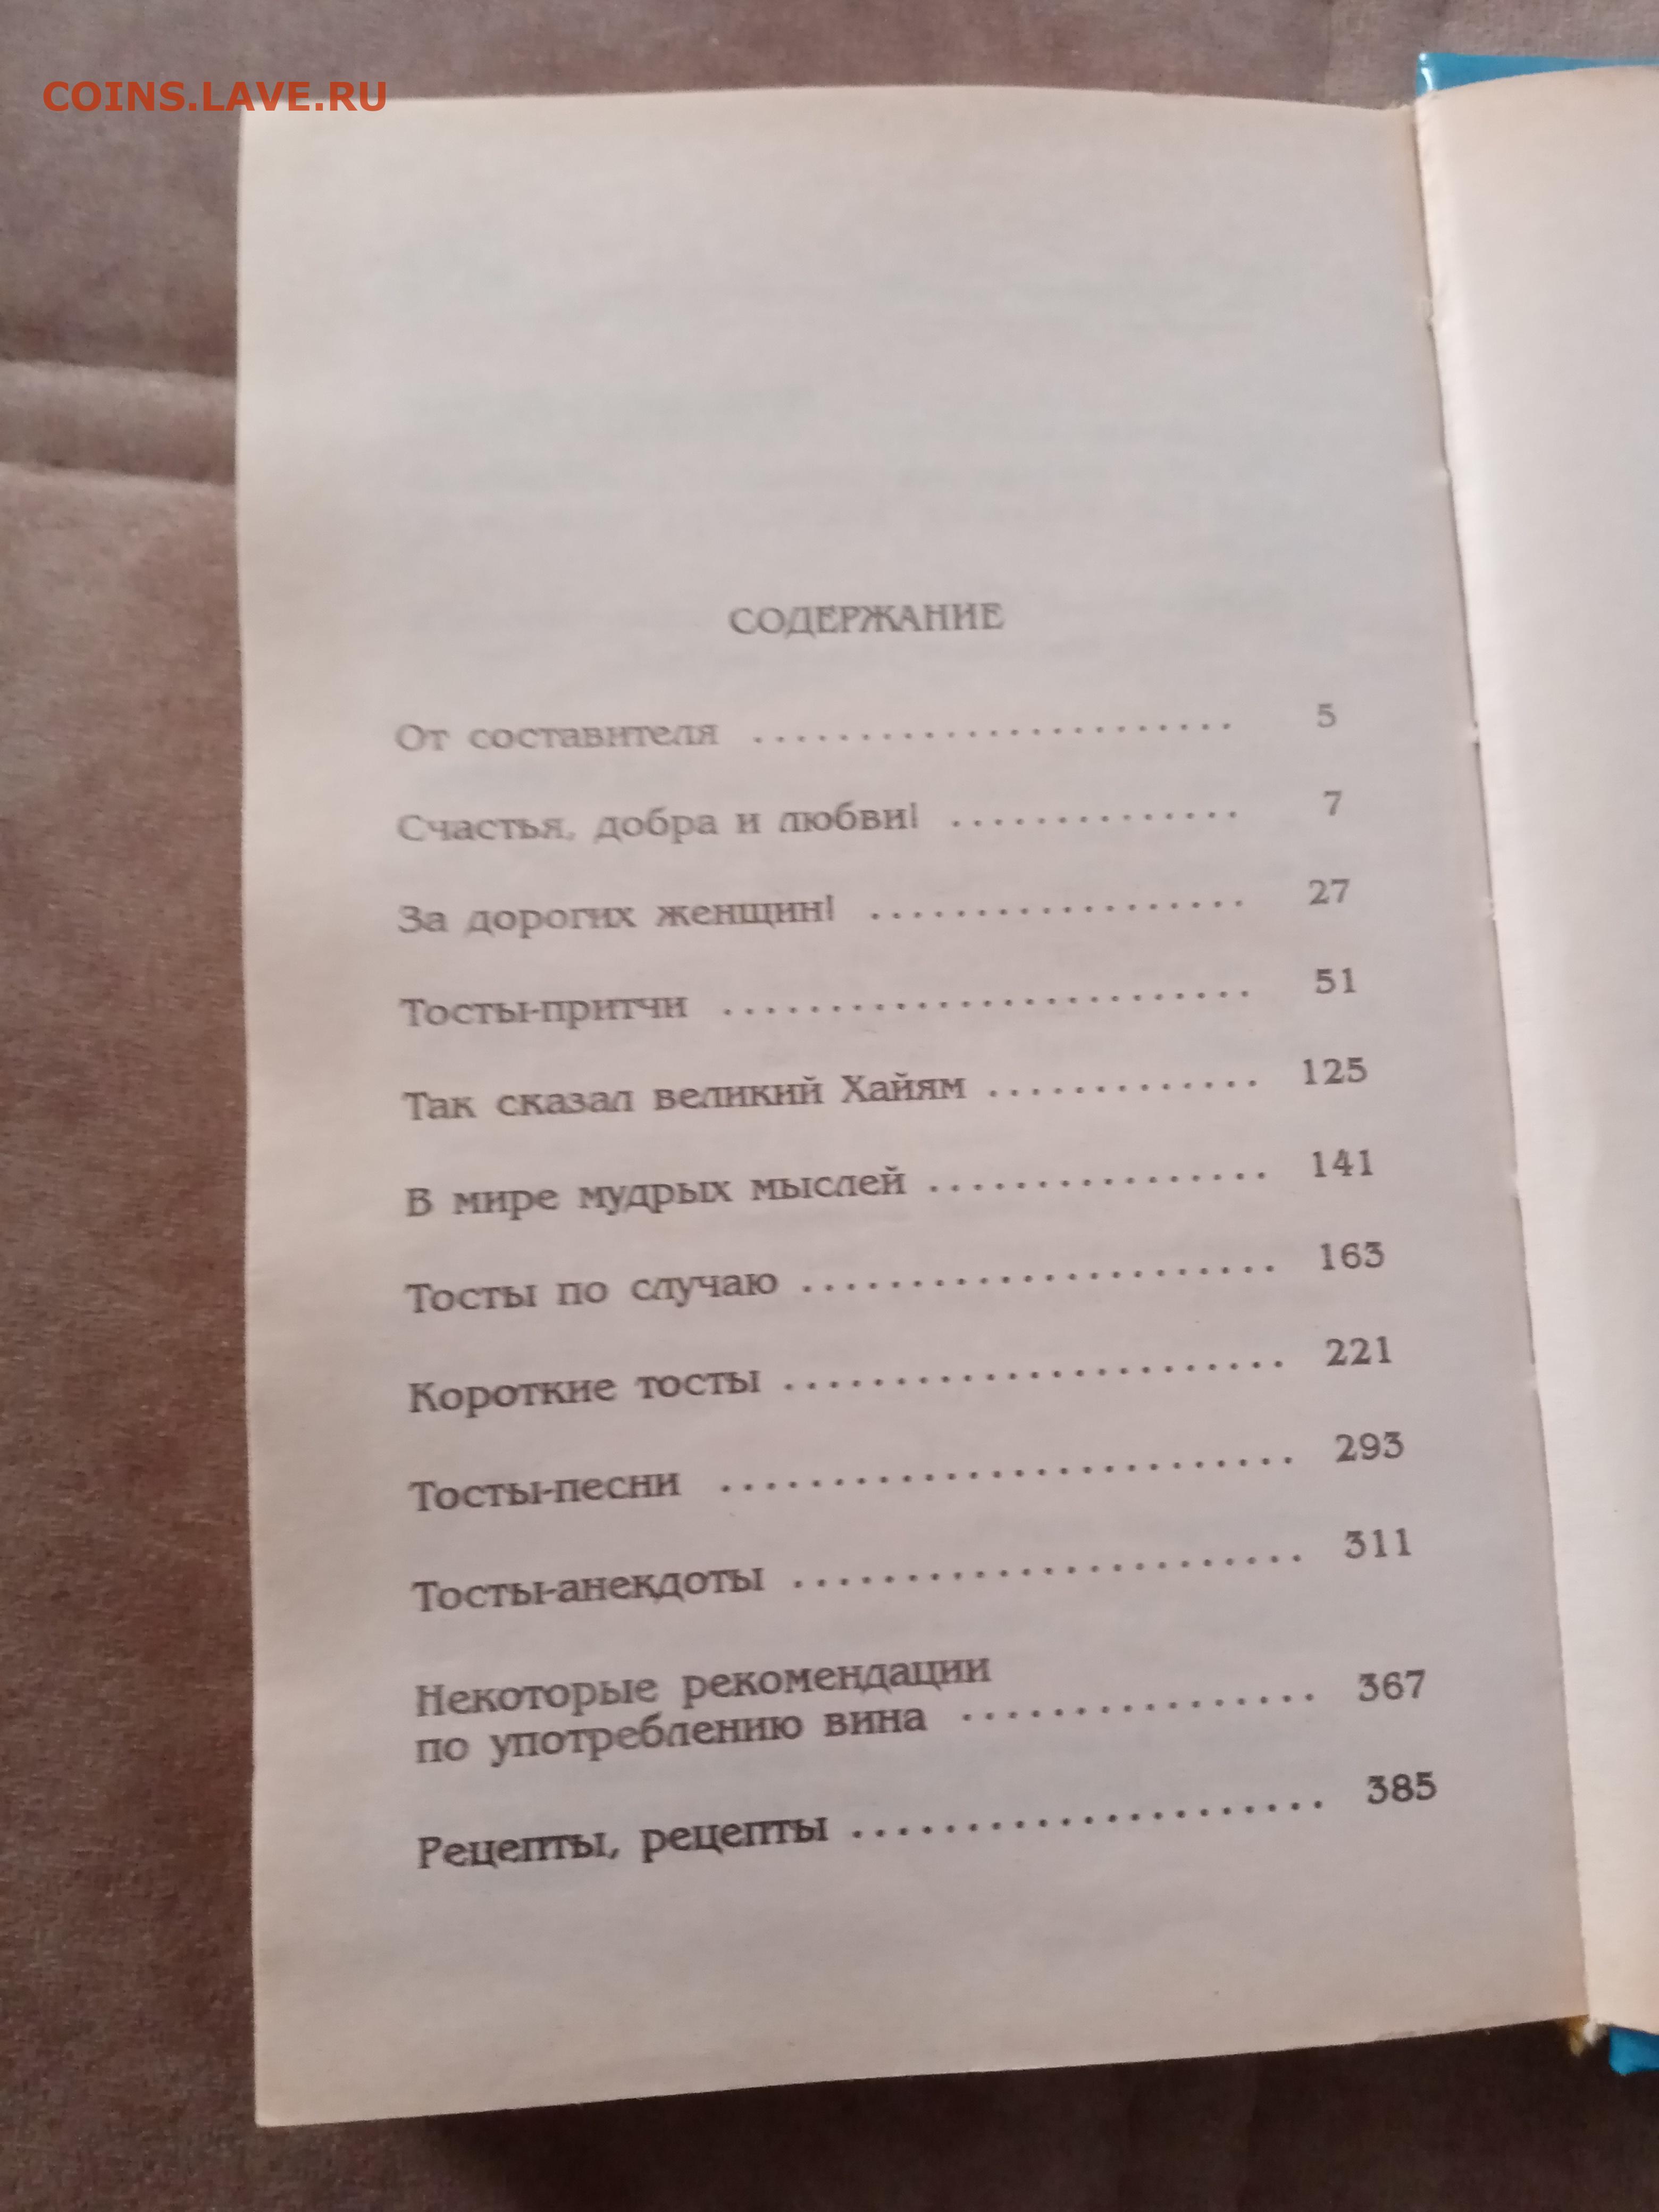 COINS.LAVE.RU
СОДЕРЖАНИЕ
От составителя ........................ 5
Счастья, добра и любви! .............. 7
За дорогих женщин! .................. 27
Тосты-притчи ......................... 51
Так сказал великий Хайям ............. 125
В мире мудрых мыслей ................ 141
Тосты по случаю ...................... 163
Короткие тосты ....................... 221
Тосты-песни .......................... 293
Тосты-анекдоты ....................... 311
Некоторые рекомендации
по употреблению вина ................ 367
Рецепты, рецепты ..................... 385